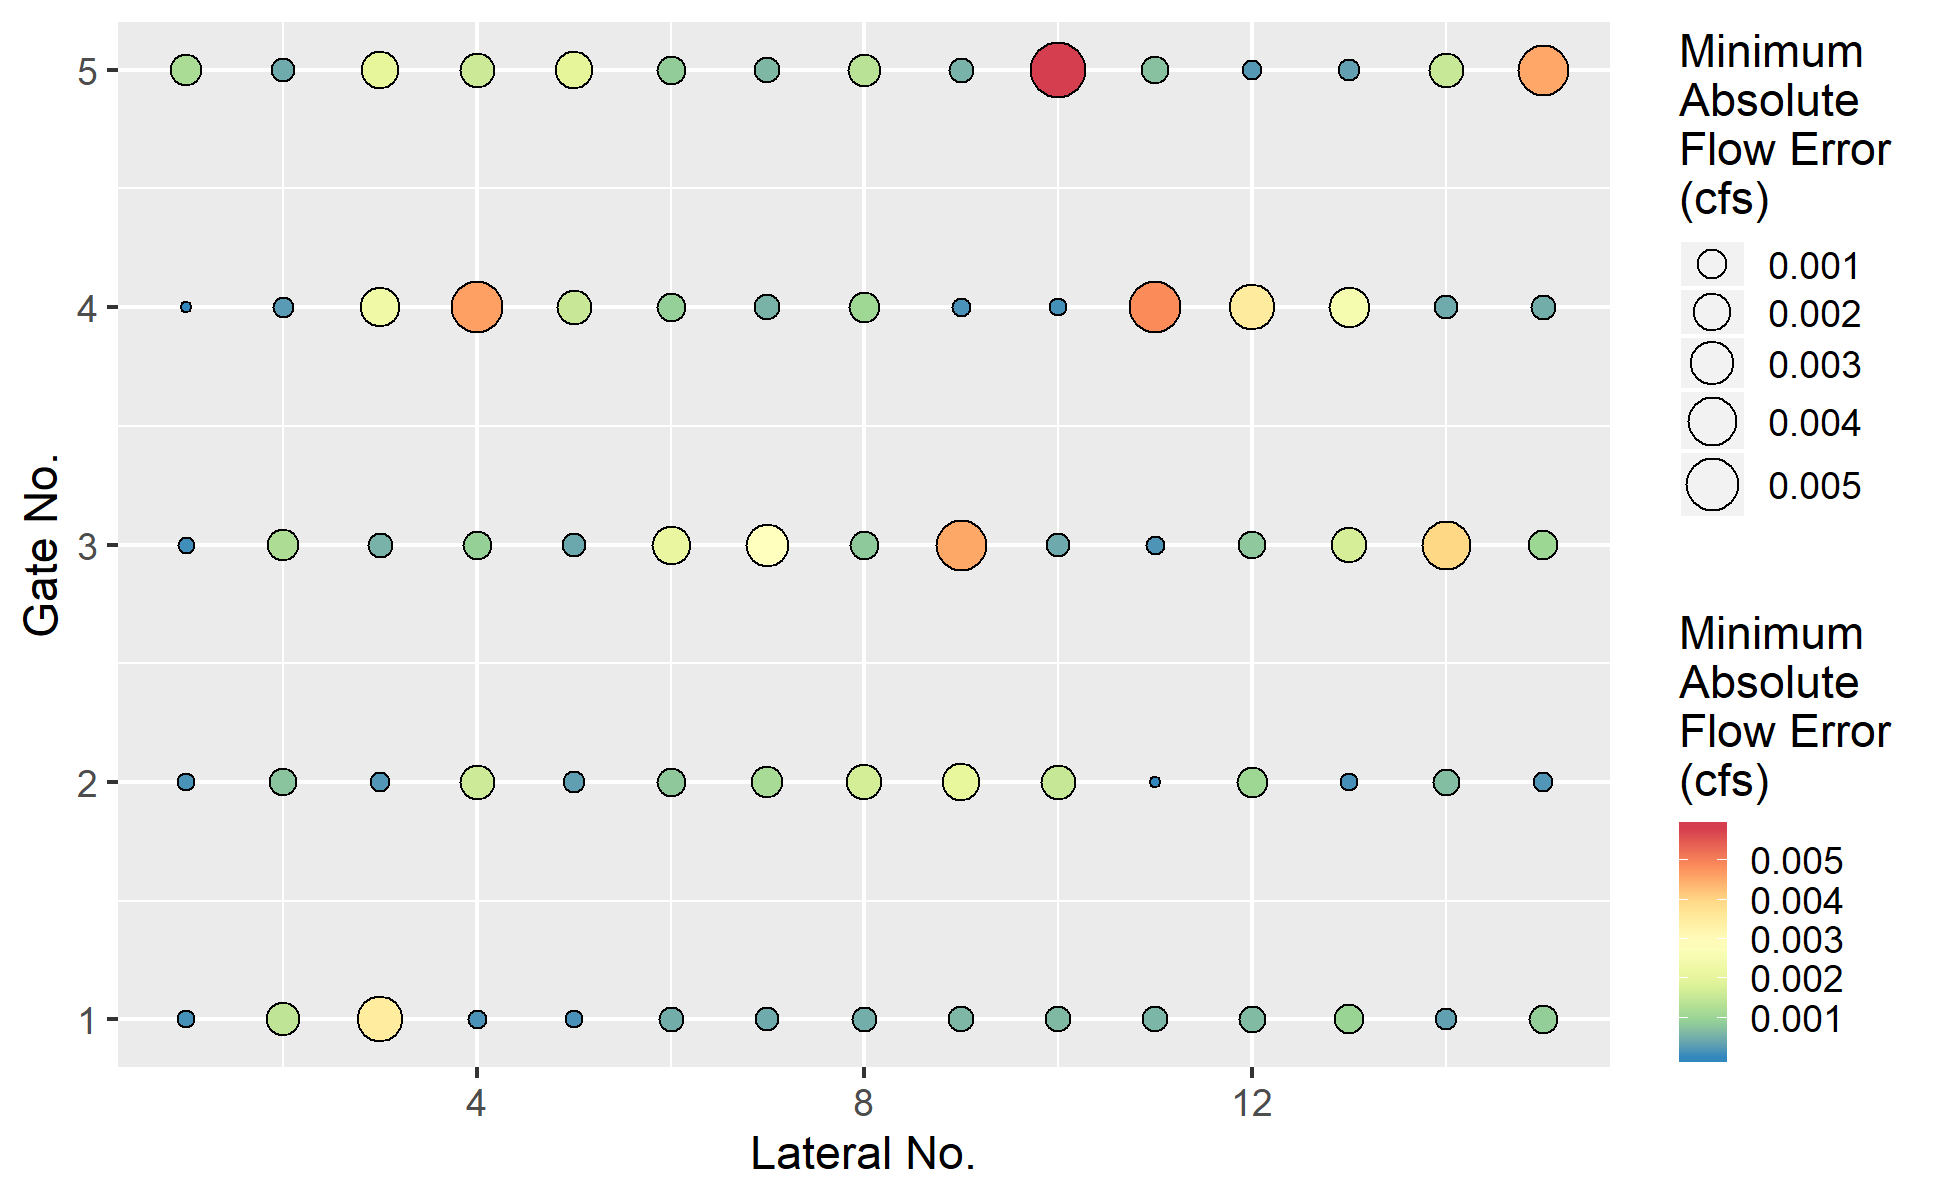 5
4
3
2
1
Gate No.
4
8
12
Lateral No.
Minimum
Absolute
Flow Error
(cfs)
0.001
0.002
0.003
0.004
0.005
Minimum
Absolute
Flow Error
(cfs)
0.005
0.004
0.003
0.002
0.001